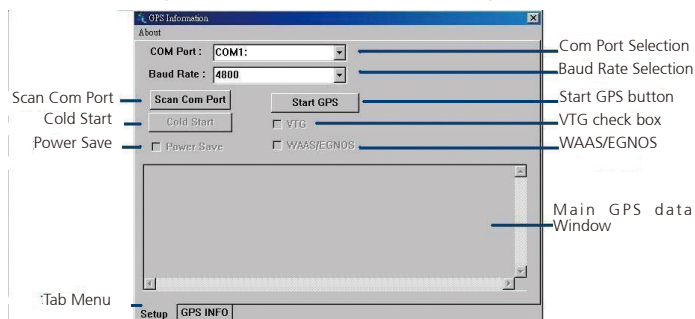 GPS Information
About
COM Port : COM1:
Com Port Selection
Baud Rate : 4800
Baud Rate Selection
Scan Com Port
Scan Com Port
Start GPS
Start GPS button
Cold Start
Cold Start
VTG
VTG check box
Power Save
Power Save
WAAS/EGNOS
WAAS/EGNOS
Main GPS data
Window
Tab Menu
Setup
GPS INFO